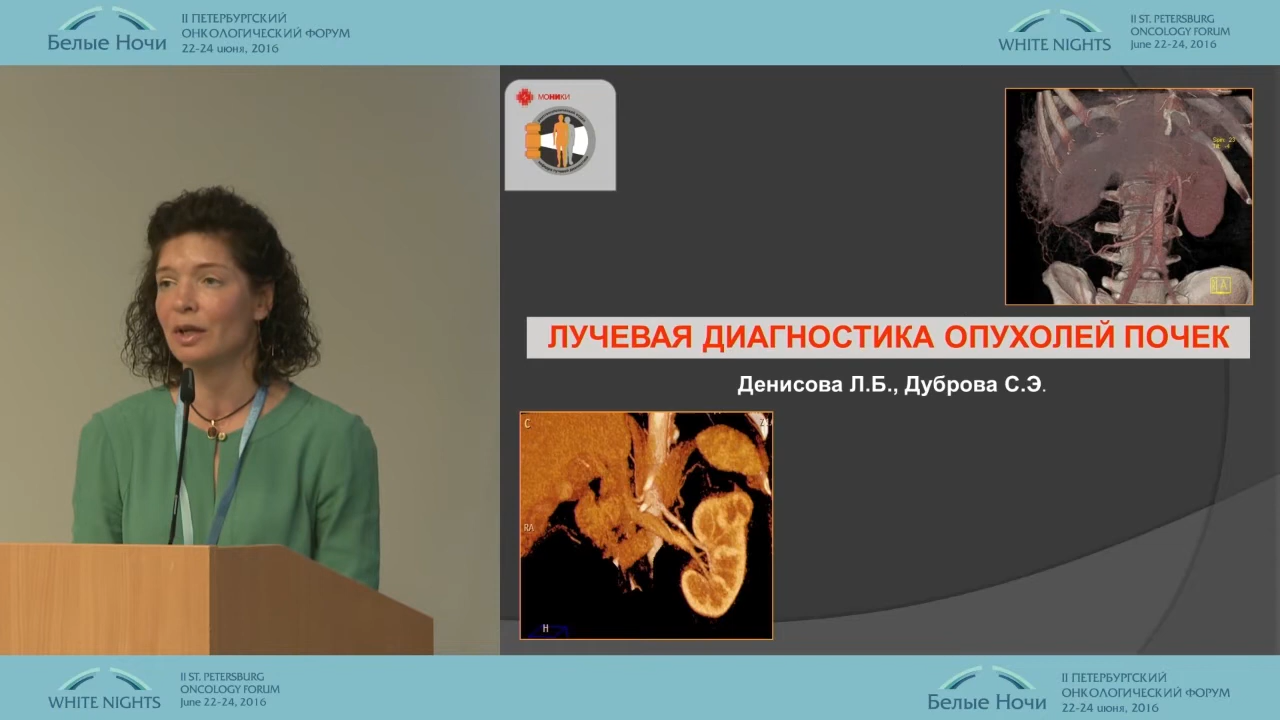 Белые Ночи
II ПЕТЕРБУРГСКИЙ
ОНКОЛОГИЧЕСКИЙ ФОРУМ
22-24 июня, 2016
WHITE NIGHTS
II ST. PETERSBURG
ONCOLOGY FORUM
June 22-24, 2016
МОНИКИ
ЛУЧЕВАЯ ДИАГНОСТИКА ОПУХОЛЕЙ ПОЧЕК
Денисова Л.Б., Дуброва С.Э.
C
RA
H
WHITE NIGHTS
II ST. PETERSBURG
ONCOLOGY FORUM
June 22-24, 2016
Белые Ночи
II ПЕТЕРБУРГСКИЙ
ОНКОЛОГИЧЕСКИЙ ФОРУМ
22-24 июня, 2016